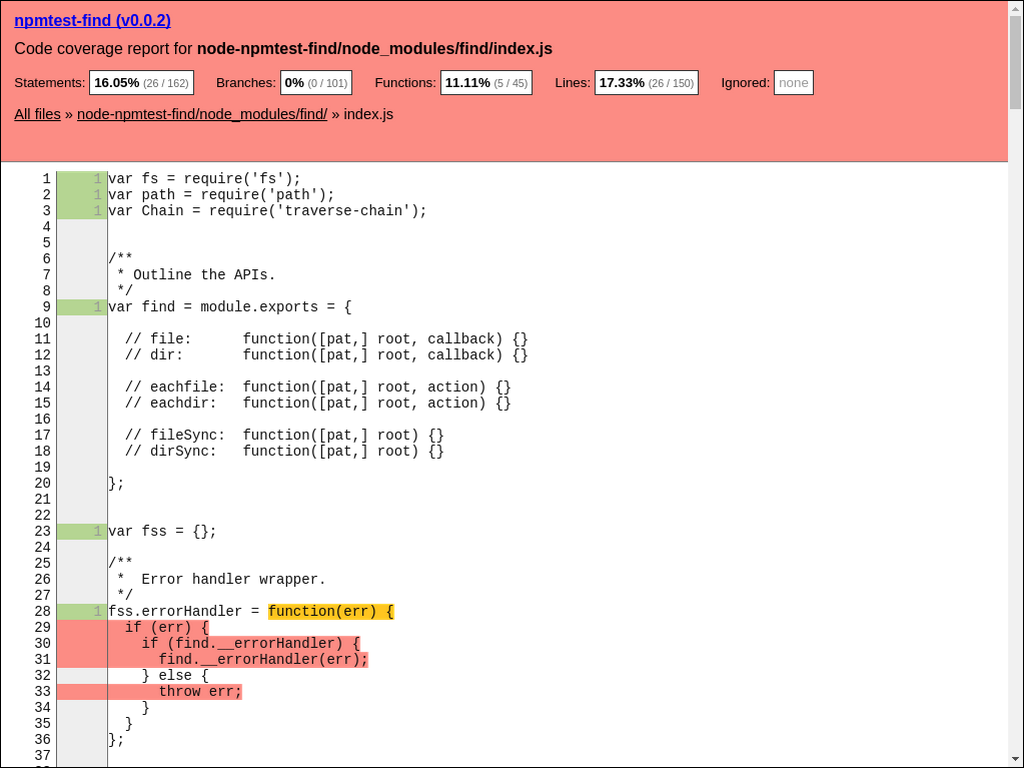 npmtest-find (v0.0.2)
Code coverage report for node-npmtest-find/node_modules/find/index.js
Statements: 16.05% (26 / 162) Branches: 0% (0 / 101) Functions: 11.11% (5 / 45) Lines: 17.33% (26 / 150) Ignored: none
All files » node-npmtest-find/node_modules/find/ » index.js
1 1 var fs = require('fs');
2 1 var path = require('path');
3 1 var Chain = require('traverse-chain');
4
5
6 /**
7  * Outline the APIs.
8  */
9 1 var find = module.exports = {
10
11   // file:      function([pat,] root, callback) {}
12   // dir:       function([pat,] root, callback) {}
13
14   // eachfile:  function([pat,] root, action) {}
15   // eachdir:   function([pat,] root, action) {}
16
17   // fileSync:  function([pat,] root) {}
18   // dirSync:   function([pat,] root) {}
19
20 };
21
22
23 1 var fss = {};
24
25 /**
26  *  Error handler wrapper.
27  */
28 1 fss.errorHandler = function(err) {
29   if (err) {
30     if (find.__errorHandler) {
31       find.__errorHandler(err);
32     } else {
33       throw err;
34     }
35   }
36 };
37